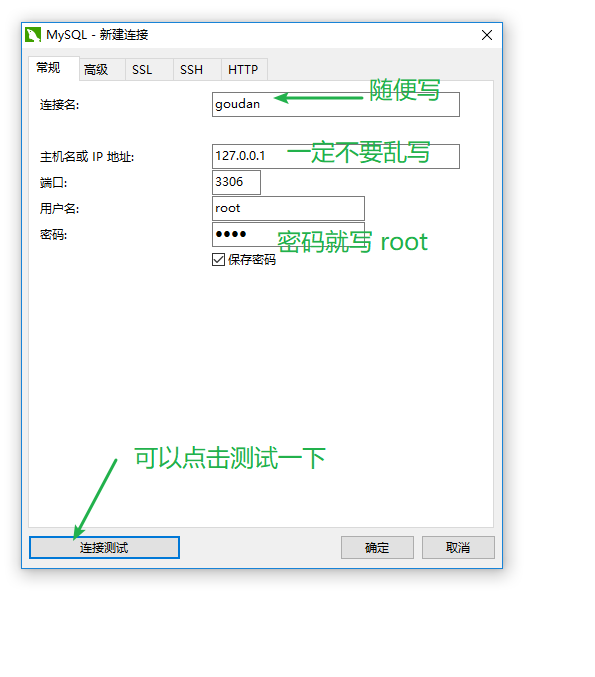 MySQL - 新建连接
常规 高级 SSL SSH HTTP
连接名: goudan 随便写
主机名或 IP 地址: 127.0.0.1 一定不要乱写
端口: 3306
用户名: root
密码: ●●●● 密码就写 root
保存密码
可以点击测试一下
连接测试 确定 取消